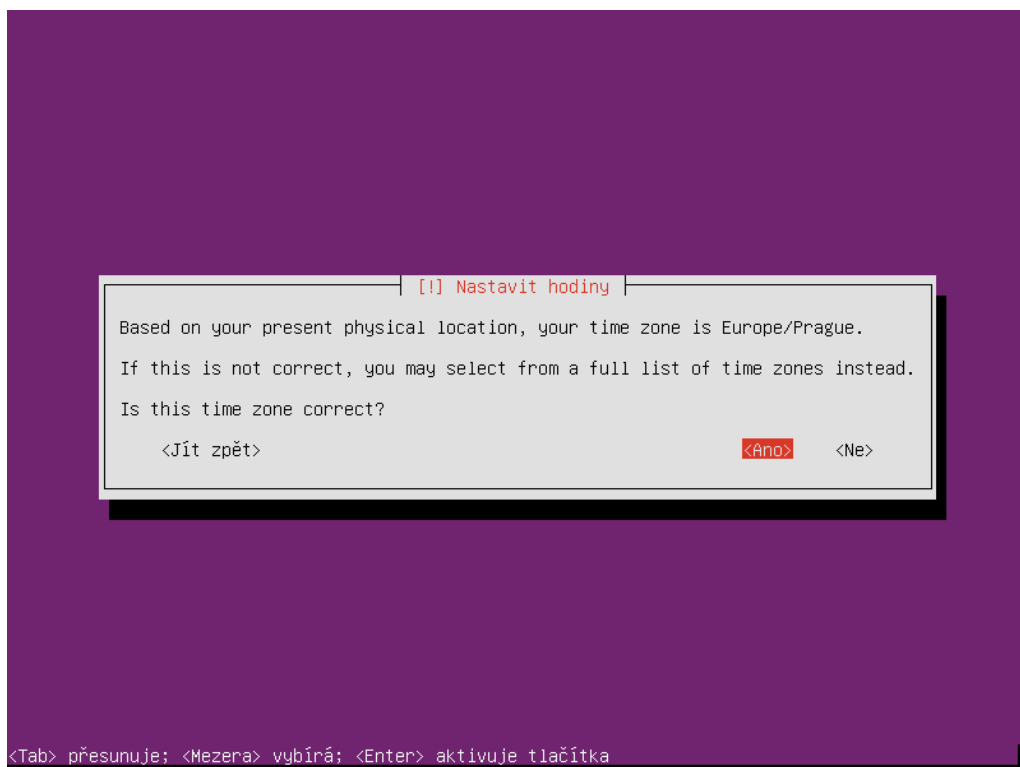 [!] Nastavit hodiny
Based on your present physical location, your time zone is Europe/Prague.
If this is not correct, you may select from a full list of time zones instead.
Is this time zone correct?
<Jít zpět> <Ano> <Ne>
<Tab> přesunuje; <Mezera> vybírá; <Enter> aktivuje tlačítka